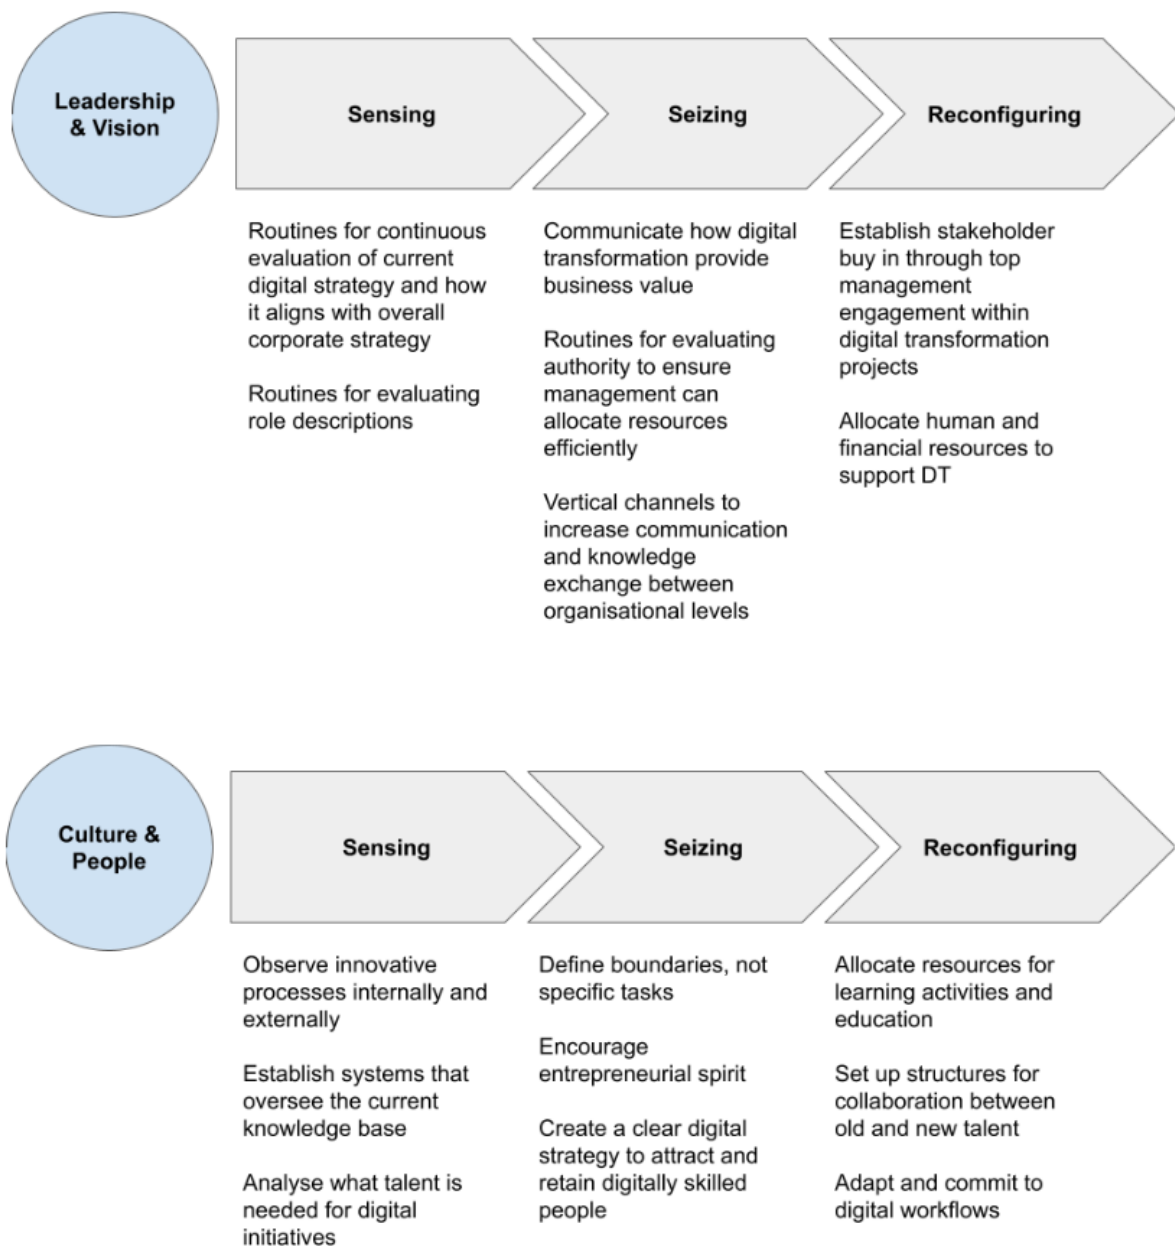 Leadership
& Vision
Sensing
Seizing
Reconfiguring
Routines for continuous
evaluation of current
digital strategy and how
it aligns with overall
corporate strategy
Routines for evaluating
role descriptions
Communicate how digital
transformation provide
business value
Routines for evaluating
authority to ensure
management can
allocate resources
efficiently
Vertical channels to
increase communication
and knowledge
exchange between
organisational levels
Establish stakeholder
buy in through top
management
engagement within
digital transformation
projects
Allocate human and
financial resources to
support DT
Culture &
People
Sensing
Seizing
Reconfiguring
Observe innovative
processes internally and
externally
Establish systems that
oversee the current
knowledge base
Analyse what talent is
needed for digital
initiatives
Define boundaries, not
specific tasks
Encourage
entrepreneurial spirit
Create a clear digital
strategy to attract and
retain digitally skilled
people
Allocate resources for
learning activities and
education
Set up structures for
collaboration between
old and new talent
Adapt and commit to
digital workflows